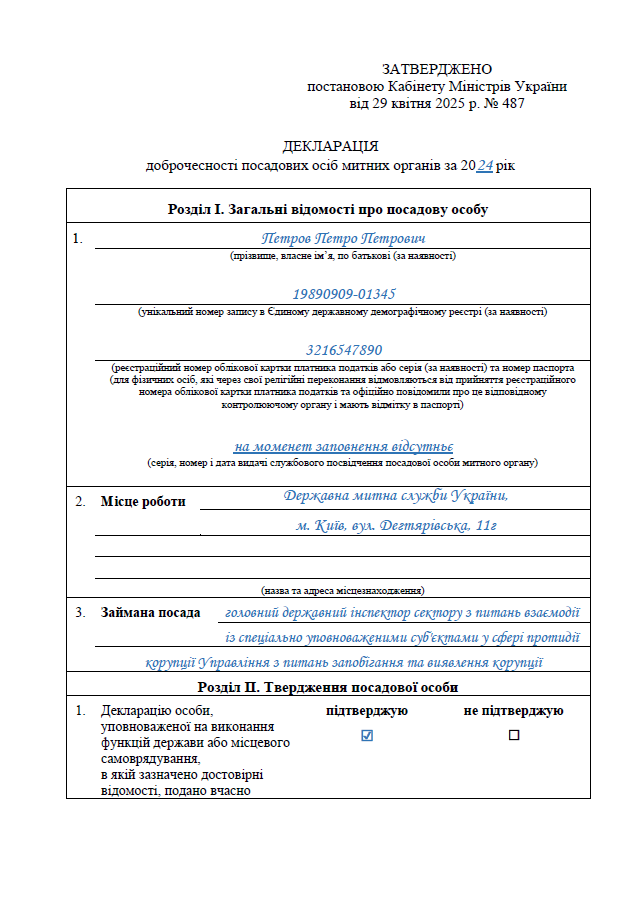 ЗАТВЕРДЖЕНО
постановою Кабінету Міністрів України
від 29 квітня 2025 р. № 487
ДЕКЛАРАЦІЯ
доброчесності посадових осіб митних органів за 2024 рік
Розділ I. Загальні відомості про посадову особу
1. Петров Петро Петрович
(прізвище, власне ім`я, по батькові (за наявності)
19890909-01345
(унікальний номер запису в Єдиному державному демографічному реєстрі (за наявності)
3216547890
(реєстраційний номер облікової картки платника податків або серія (за наявності) та номер паспорта
(для фізичних осіб, які через свої релігійні переконання відмовляються від прийняття реєстраційного
номера облікової картки платника податків та офіційно повідомили про це відповідному
контролюючому органу і мають відмітку в паспорті)
на моменет заповнення відсутньє
(серія, номер і дата видачі службового посвідчення посадової особи митного органу)
2. Місце роботи Державна митна служби України,
м. Київ, вул. Дегтярівська, 11г
(назва та адреса місцезнаходження)
3. Займана посада головний державний інспектор сектору з питань взаємодії
із спеціально уповноваженими суб'єктами у сфері протидії
корупції Управління з питань запобігання та виявлення корупції
Розділ II. Твердження посадової особи
1. Декларацію особи, підтверджую не підтверджую
уповноваженої на виконання
функцій держави або місцевого ☑ ☐
самоврядування,
в якій зазначено достовірні
відомості, подано вчасно